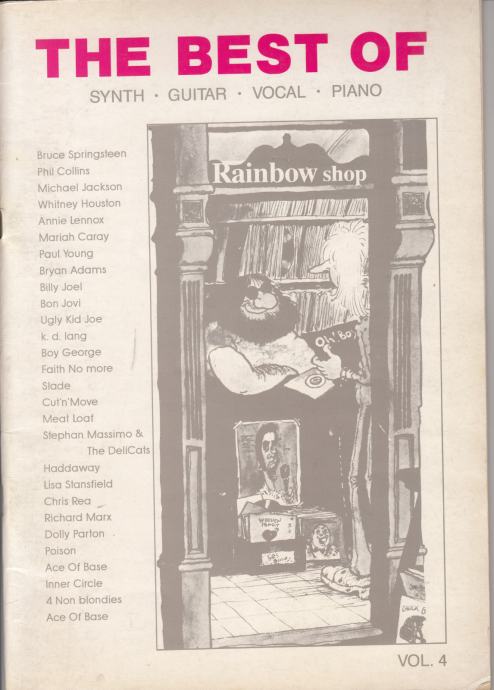 THE BEST OF
SYNTH · GUITAR · VOCAL · PIANO
Bruce Springsteen
Phil Collins
Michael Jackson
Whitney Houston
Annie Lennox
Mariah Caray
Paul Young
Bryan Adams
Billy Joel
Bon Jovi
Ugly Kid Joe
k. d. lang
Boy George
Faith No more
Slade
Cut'n'Move
Meat Loaf
Stephan Massimo &
The DeliCats
Haddaway
Lisa Stansfield
Chris Rea
Richard Marx
Dolly Parton
Poison
Ace Of Base
Inner Circle
4 Non blondies
Ace Of Base
Rainbow shop
OH! BOY
VOL. 4